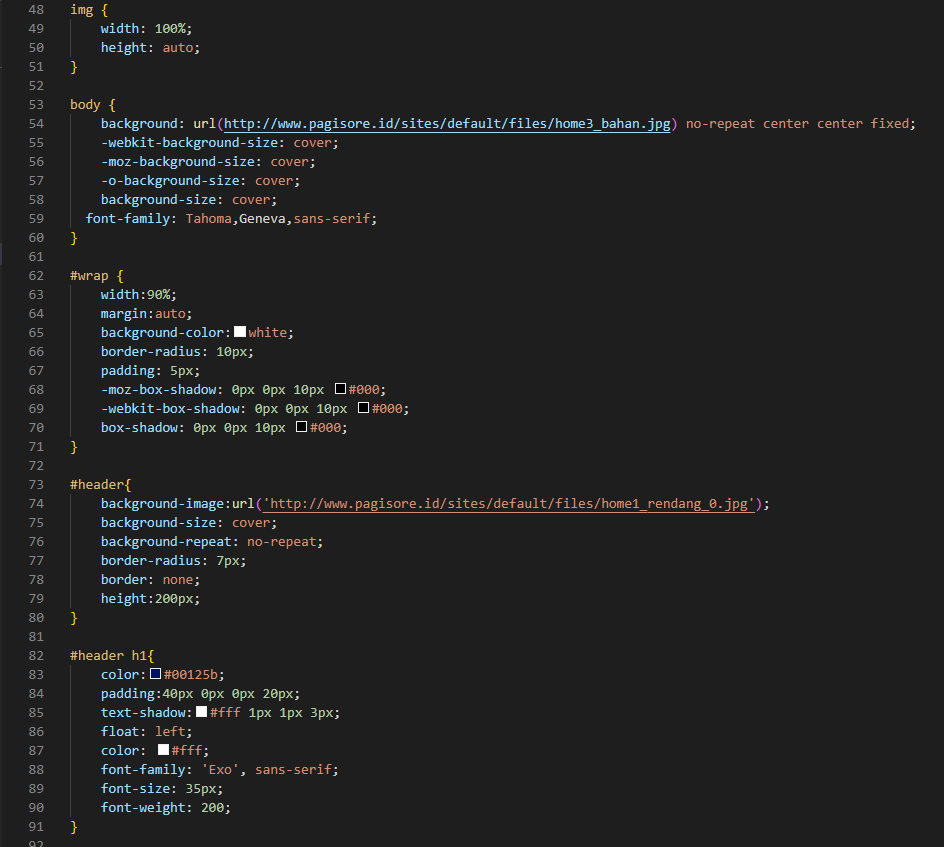 48 img {
49     width: 100%;
50     height: auto;
51 }
52
53 body {
54     background: url(http://www.pagisore.id/sites/default/files/home3_bahan.jpg) no-repeat center center fixed;
55     -webkit-background-size: cover;
56     -moz-background-size: cover;
57     -o-background-size: cover;
58     background-size: cover;
59   font-family: Tahoma,Geneva,sans-serif;
60 }
61
62 #wrap {
63     width:90%;
64     margin:auto;
65     background-color:white;
66     border-radius: 10px;
67     padding: 5px;
68     -moz-box-shadow: 0px 0px 10px #000;
69     -webkit-box-shadow: 0px 0px 10px #000;
70     box-shadow: 0px 0px 10px #000;
71 }
72
73 #header{
74     background-image:url('http://www.pagisore.id/sites/default/files/home1_rendang_0.jpg');
75     background-size: cover;
76     background-repeat: no-repeat;
77     border-radius: 7px;
78     border: none;
79     height:200px;
80 }
81
82 #header h1{
83     color:#00125b;
84     padding:40px 0px 0px 20px;
85     text-shadow:#fff 1px 1px 3px;
86     float: left;
87     color: #fff;
88     font-family: 'Exo', sans-serif;
89     font-size: 35px;
90     font-weight: 200;
91 }
92